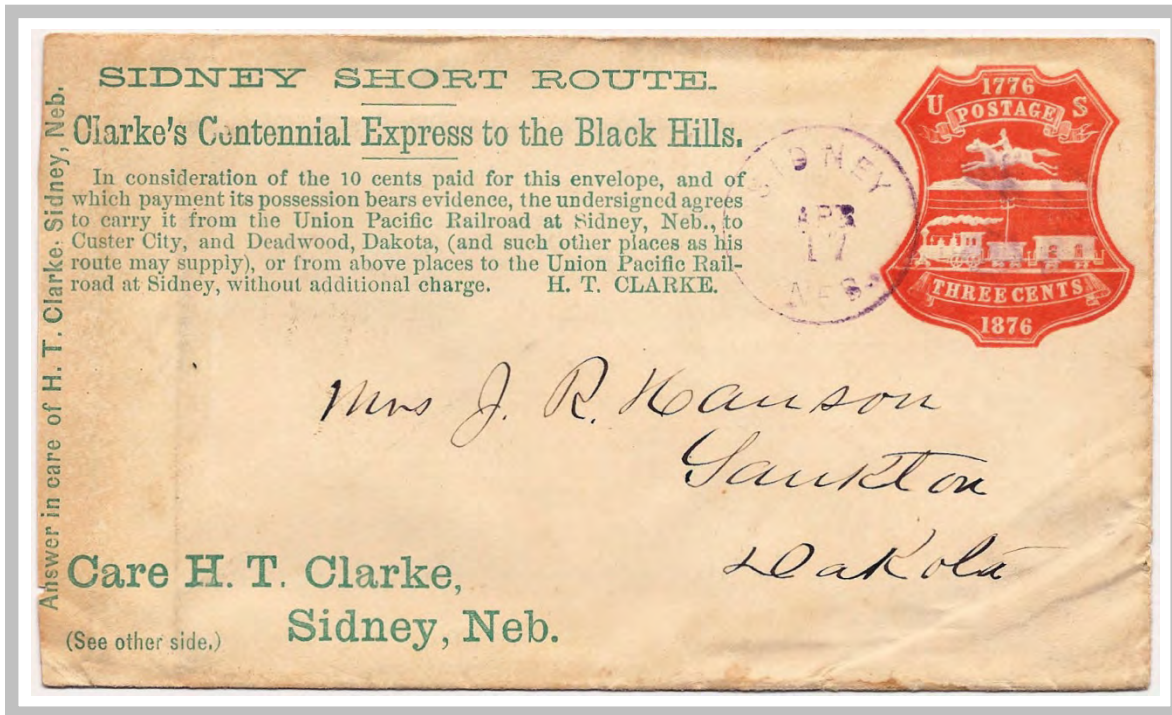 SIDNEY SHORT ROUTE.
Clarke's Centennial Express to the Black Hills.
In consideration of the 10 cents paid for this envelope, and of
which payment its possession bears evidence, the undersigned agrees
to carry it from the Union Pacific Railroad at Sidney, Neb., to
Custer City, and Deadwood, Dakota, (and such other places as his
route may supply), or from above places to the Union Pacific Rail-
road at Sidney, without additional charge. H. T. CLARKE.
Answer in care of H. T. Clarke. Sidney, Neb.
SIDNEY
APR
17
NEB.
1776
U S
POSTAGE
THREE CENTS
1876
Mrs J. R. Hanson
Yankton
Dakota
Care H. T. Clarke,
Sidney, Neb.
(See other side.)